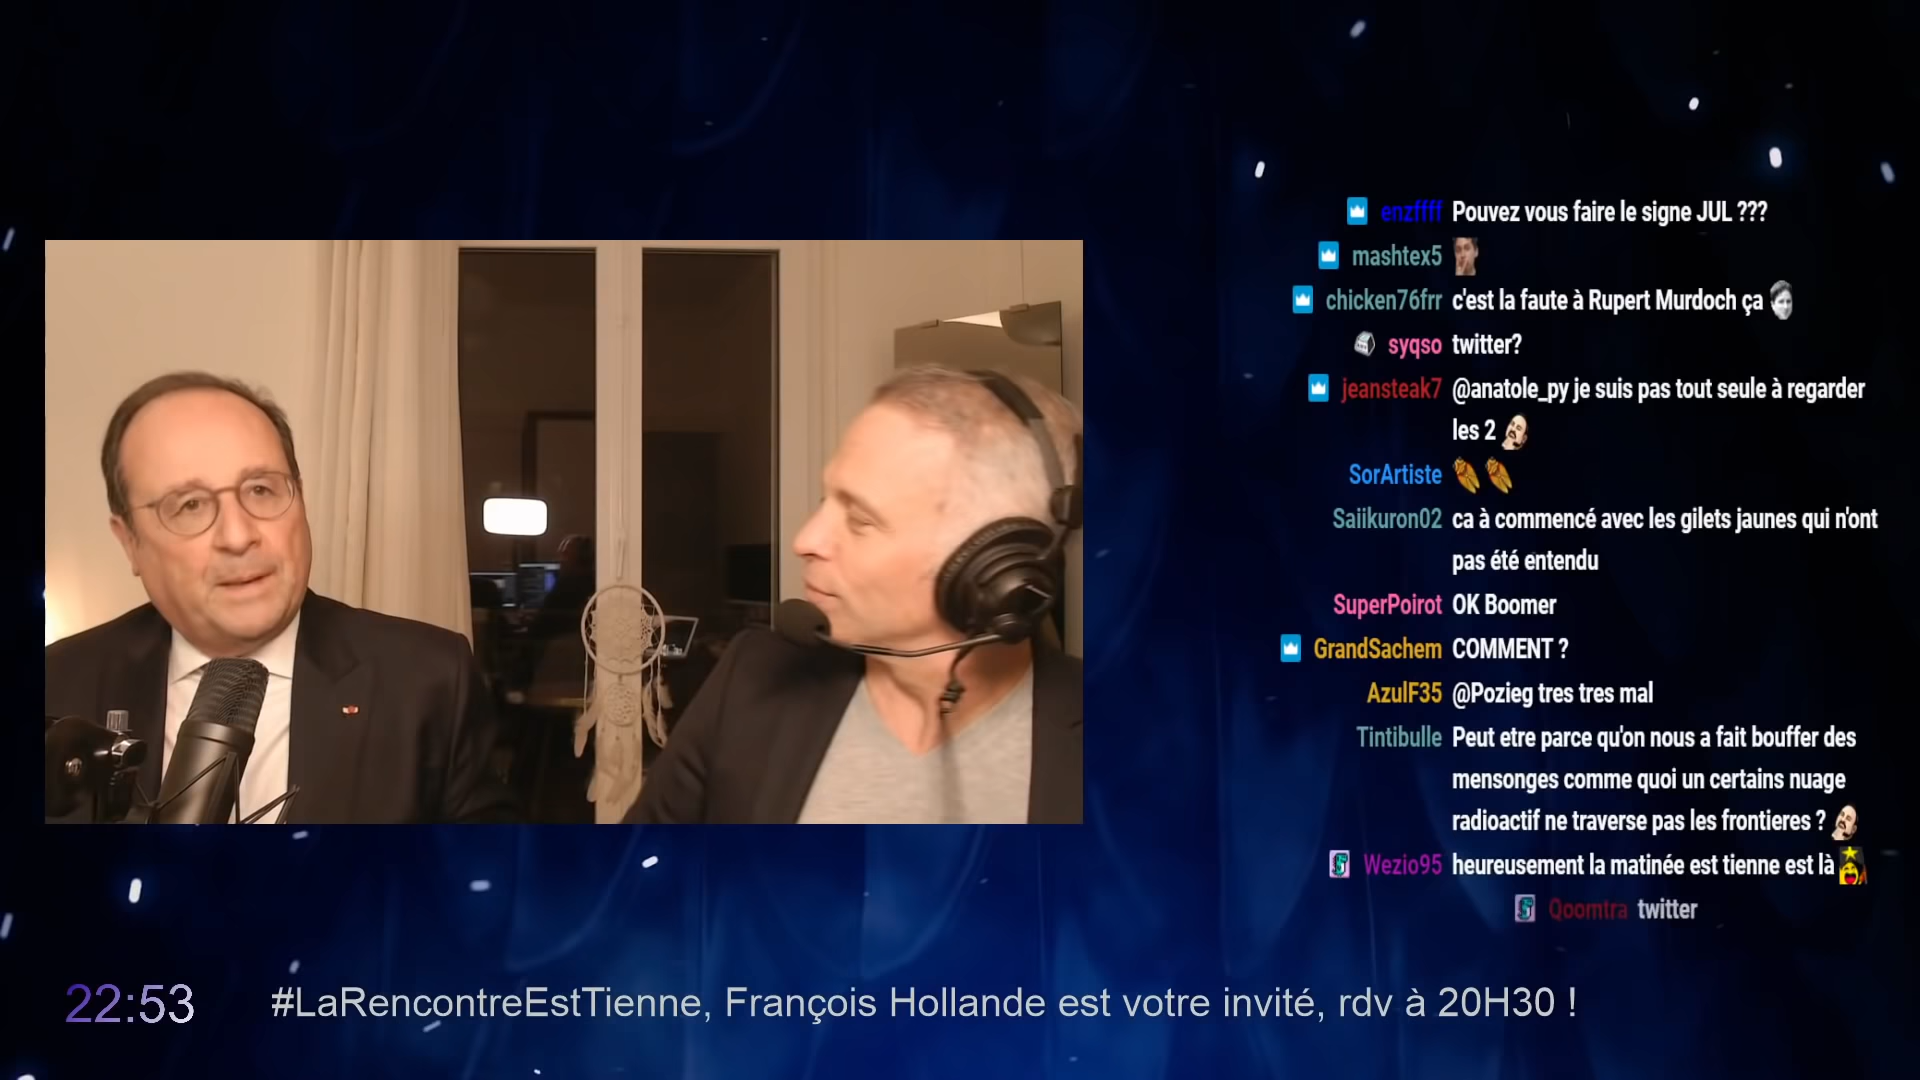 enzffff Pouvez vous faire le signe JUL ???
mashtex5
chicken76frr c'est la faute à Rupert Murdoch ça
syqso twitter?
jeansteak7 @anatole_py je suis pas tout seule à regarder
les 2
SorArtiste
Saiikuron02 ca à commencé avec les gilets jaunes qui n'ont
pas été entendu
SuperPoirot OK Boomer
GrandSachem COMMENT ?
AzulF35 @Pozieg tres tres mal
Tintibulle Peut etre parce qu'on nous a fait bouffer des
mensonges comme quoi un certains nuage
radioactif ne traverse pas les frontieres ?
Wezio95 heureusement la matinée est tienne est là
Qoomtra twitter
22:53 #LaRencontreEstTienne, François Hollande est votre invité, rdv à 20H30 !